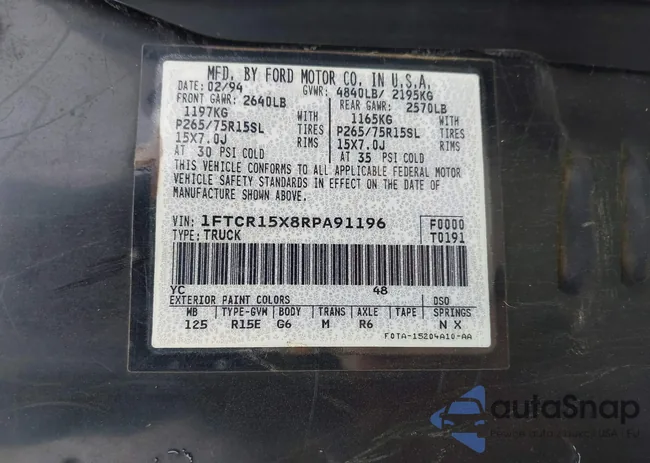 MFD. BY FORD MOTOR CO. IN U.S.A.
DATE: 02/94 GVWR: 4840LB/ 2195KG
FRONT GAWR: 2640LB REAR GAWR: 2570LB
1197KG WITH 1165KG WITH
P265/75R15SL TIRES P265/75R15SL TIRES
15X7.0J RIMS 15X7.0J RIMS
AT 30 PSI COLD AT 35 PSI COLD
THIS VEHICLE CONFORMS TO ALL APPLICABLE FEDERAL MOTOR
VEHICLE SAFETY STANDARDS IN EFFECT ON THE DATE OF
MANUFACTURE SHOWN ABOVE.
VIN: 1FTCR15X8RPA91196 F0000
TYPE: TRUCK T0191
YC 48
EXTERIOR PAINT COLORS DSO
WB TYPE-GVW BODY TRANS AXLE TAPE SPRINGS
125 R15E G6 M R6 N X
F0TA-15204A10-AA
autaSnap